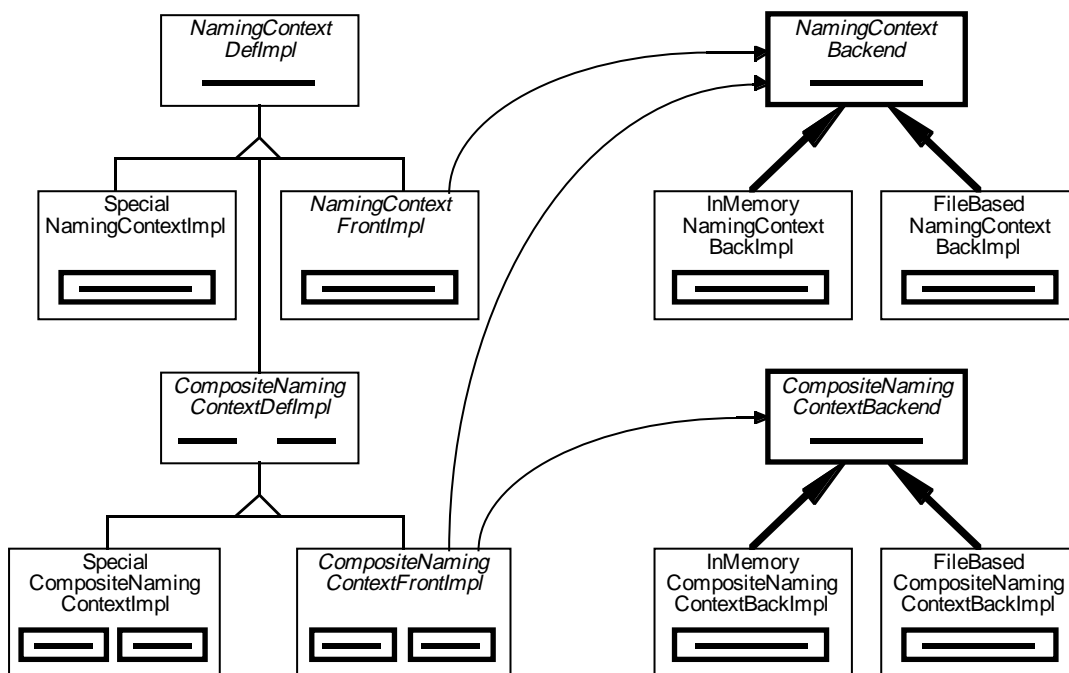 NamingContext
DefImpl
NamingContext
Backend
Special
NamingContextImpl
NamingContext
FrontImpl
InMemory
NamingContext
BackImpl
FileBased
NamingContext
BackImpl
CompositeNaming
ContextDefImpl
CompositeNaming
ContextBackend
Special
CompositeNaming
ContextImpl
CompositeNaming
ContextFrontImpl
InMemory
CompositeNaming
ContextBackImpl
FileBased
CompositeNaming
ContextBackImpl